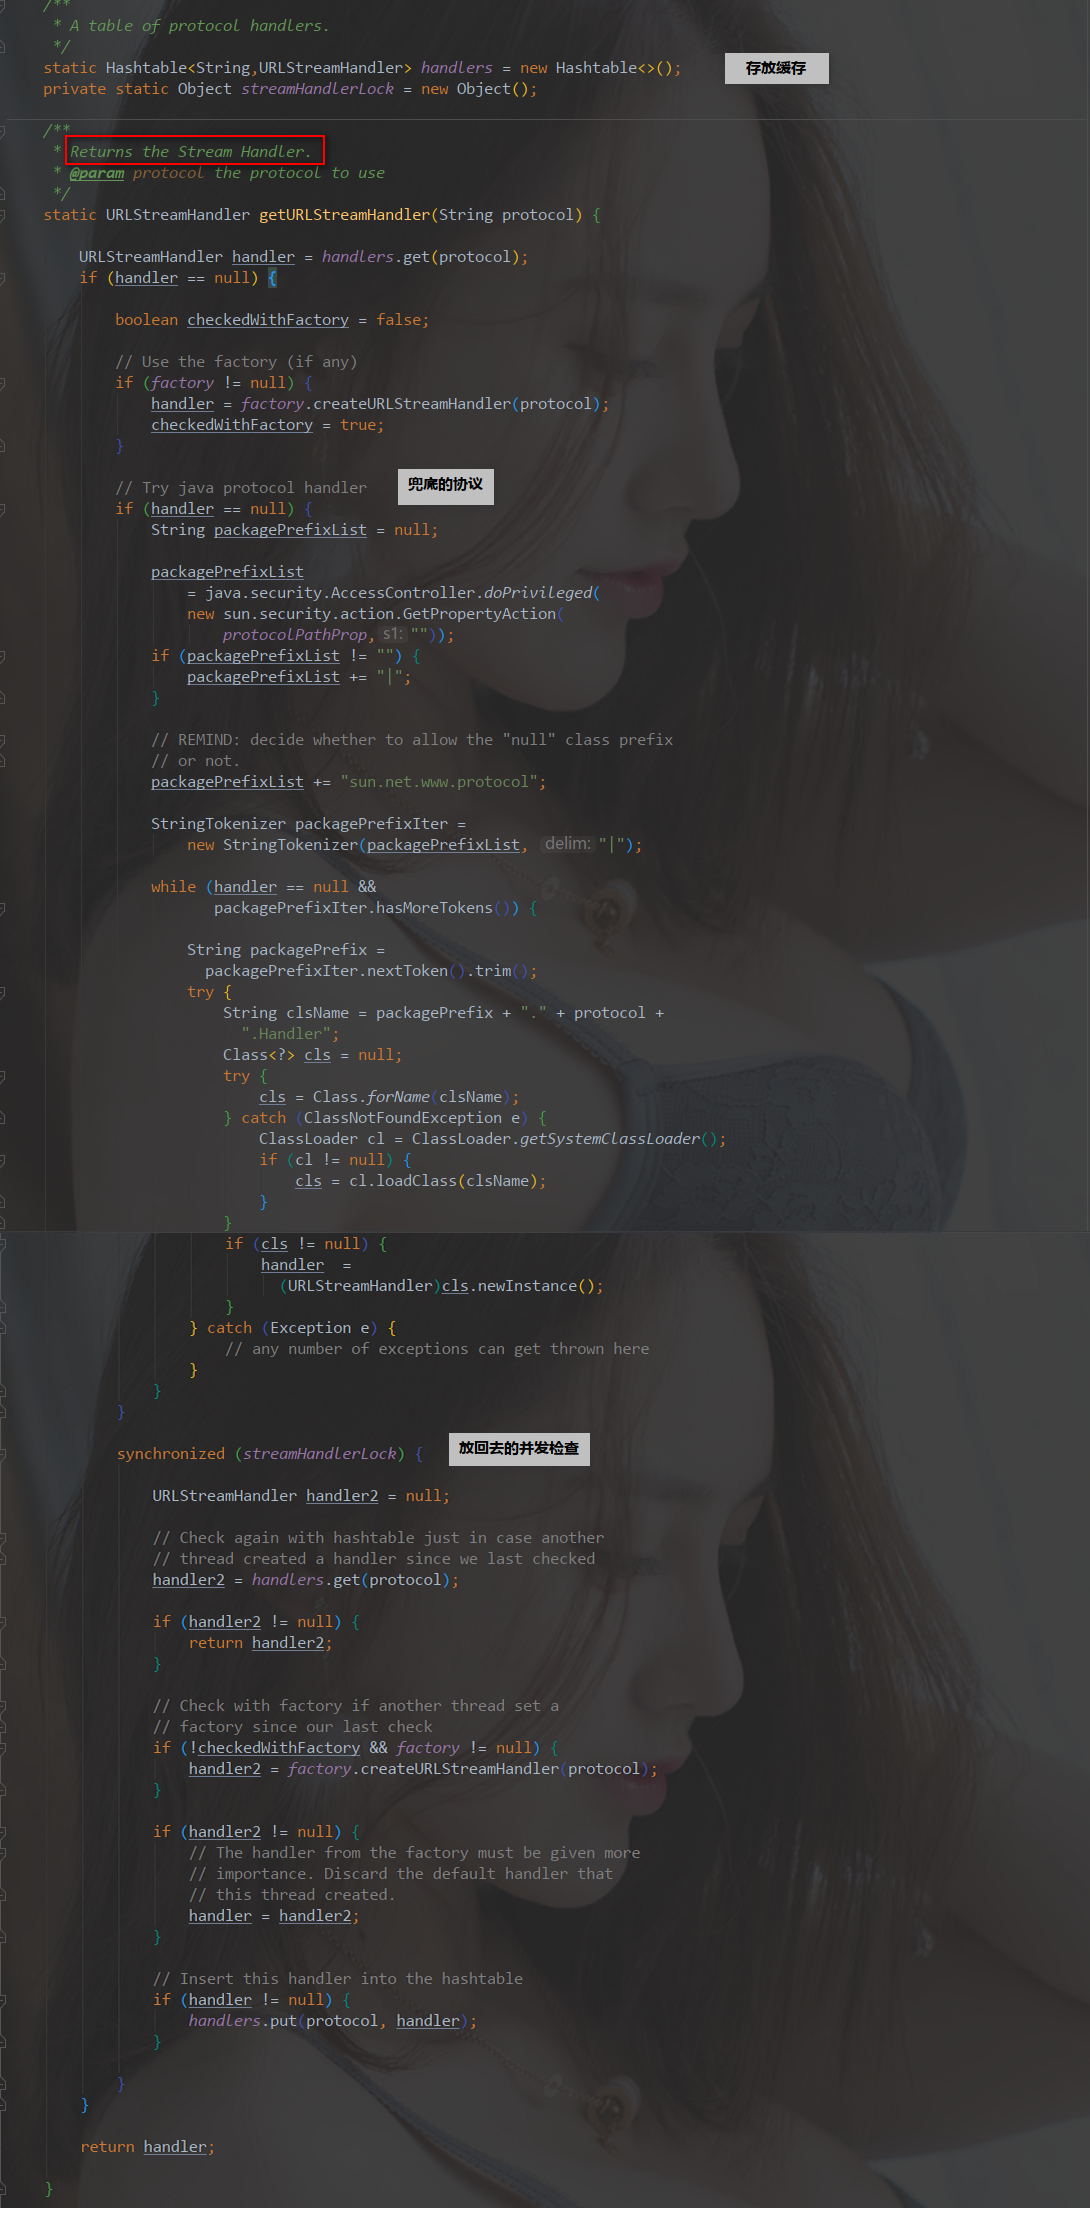 /**
 * A table of protocol handlers.
 */
static Hashtable<String,URLStreamHandler> handlers = new Hashtable<>(); 存放缓存
private static Object streamHandlerLock = new Object();
/**
 * Returns the Stream Handler.
 * @param protocol the protocol to use
 */
static URLStreamHandler getURLStreamHandler(String protocol) {
URLStreamHandler handler = handlers.get(protocol);
if (handler == null) {
boolean checkedWithFactory = false;
// Use the factory (if any)
if (factory != null) {
handler = factory.createURLStreamHandler(protocol);
checkedWithFactory = true;
}
// Try java protocol handler 兜底的协议
if (handler == null) {
String packagePrefixList = null;
packagePrefixList
= java.security.AccessController.doPrivileged(
new sun.security.action.GetPropertyAction(
protocolPathProp, s1: ""));
if (packagePrefixList != "") {
packagePrefixList += "|";
}
// REMIND: decide whether to allow the "null" class prefix
// or not.
packagePrefixList += "sun.net.www.protocol";
StringTokenizer packagePrefixIter =
new StringTokenizer(packagePrefixList, delim: "|");
while (handler == null &&
packagePrefixIter.hasMoreTokens()) {
String packagePrefix =
packagePrefixIter.nextToken().trim();
try {
String clsName = packagePrefix + "." + protocol +
".Handler";
Class<?> cls = null;
try {
cls = Class.forName(clsName);
} catch (ClassNotFoundException e) {
ClassLoader cl = ClassLoader.getSystemClassLoader();
if (cl != null) {
cls = cl.loadClass(clsName);
}
}
if (cls != null) {
handler =
(URLStreamHandler)cls.newInstance();
}
} catch (Exception e) {
// any number of exceptions can get thrown here
}
}
}
synchronized (streamHandlerLock) { 放回去的并发检查
URLStreamHandler handler2 = null;
// Check again with hashtable just in case another
// thread created a handler since we last checked
handler2 = handlers.get(protocol);
if (handler2 != null) {
return handler2;
}
// Check with factory if another thread set a
// factory since our last check
if (!checkedWithFactory && factory != null) {
handler2 = factory.createURLStreamHandler(protocol);
}
if (handler2 != null) {
// The handler from the factory must be given more
// importance. Discard the default handler that
// this thread created.
handler = handler2;
}
// Insert this handler into the hashtable
if (handler != null) {
handlers.put(protocol, handler);
}
}
}
return handler;
}